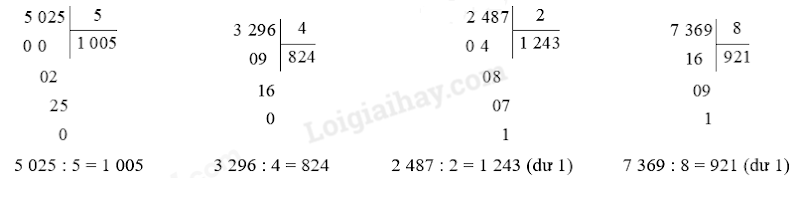 5 025 5
0 0 1 005
02
25
0
5 025 : 5 = 1 005
3 296 4
09 824
16
0
3 296 : 4 = 824
2 487 2
0 4 1 243
08
07
1
2 487 : 2 = 1 243 (dư 1)
7 369 8
16 921
09
1
7 369 : 8 = 921 (dư 1)
Loigiaihay.com